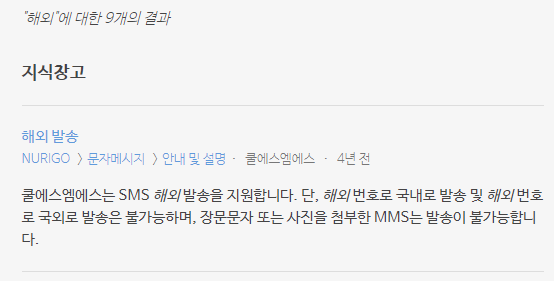 "해외"에 대한 9개의 결과
지식창고
해외 발송
NURIGO > 문자메시지 > 안내 및 설명 · 쿨에스엠에스 · 4년 전
쿨에스엠에스는 SMS 해외 발송을 지원합니다. 단, 해외 번호로 국내로 발송 및 해외 번호
로 국외로 발송은 불가능하며, 장문문자 또는 사진을 첨부한 MMS는 발송이 불가능합니
다.